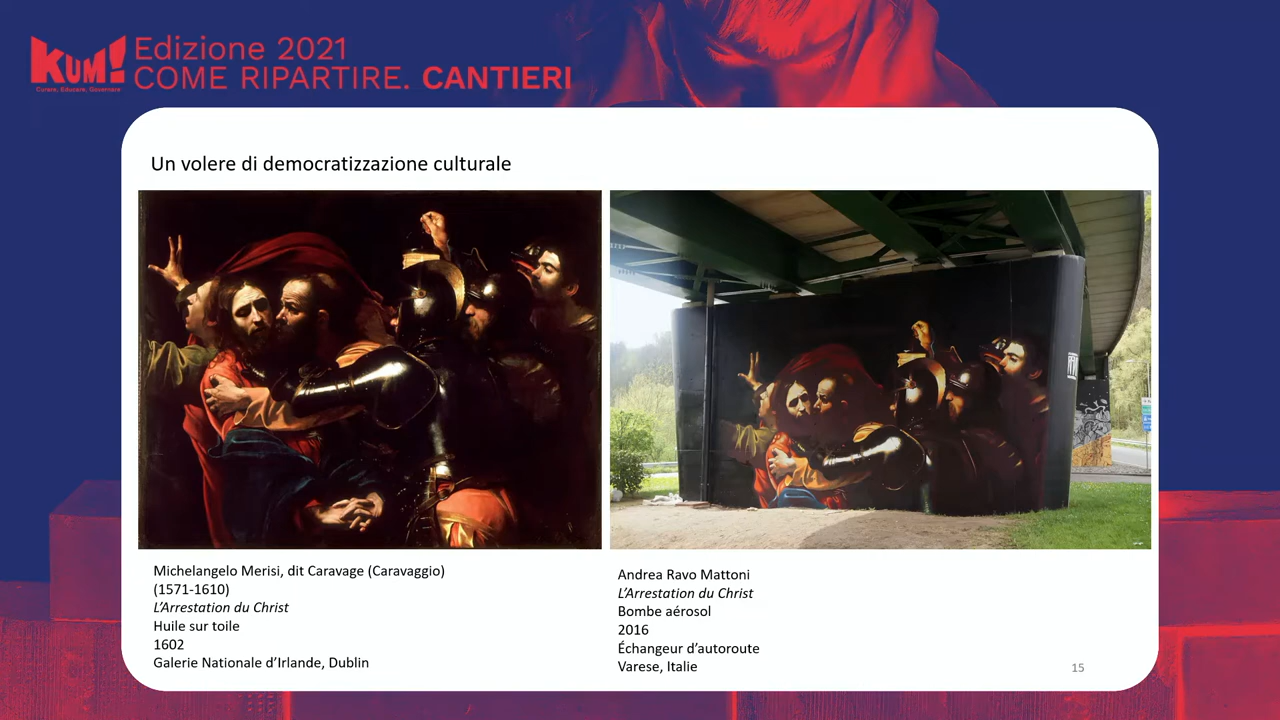 KUM!
Curare, Educare, Governare
Edizione 2021
COME RIPARTIRE. CANTIERI
Un volere di democratizzazione culturale
Michelangelo Merisi, dit Caravage (Caravaggio)
(1571-1610)
L’Arrestation du Christ
Huile sur toile
1602
Galerie Nationale d’Irlande, Dublin
Andrea Ravo Mattoni
L’Arrestation du Christ
Bombe aérosol
2016
Échangeur d’autoroute
Varese, Italie
15